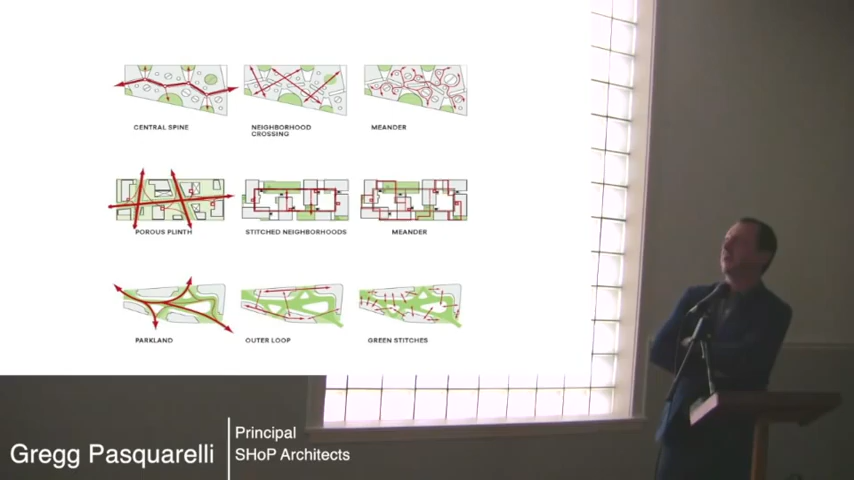 CENTRAL SPINE
NEIGHBORHOOD
CROSSING
MEANDER
POROUS PLINTH
STITCHED NEIGHBORHOODS
MEANDER
PARKLAND
OUTER LOOP
GREEN STITCHES
Gregg Pasquarelli
Principal
SHoP Architects